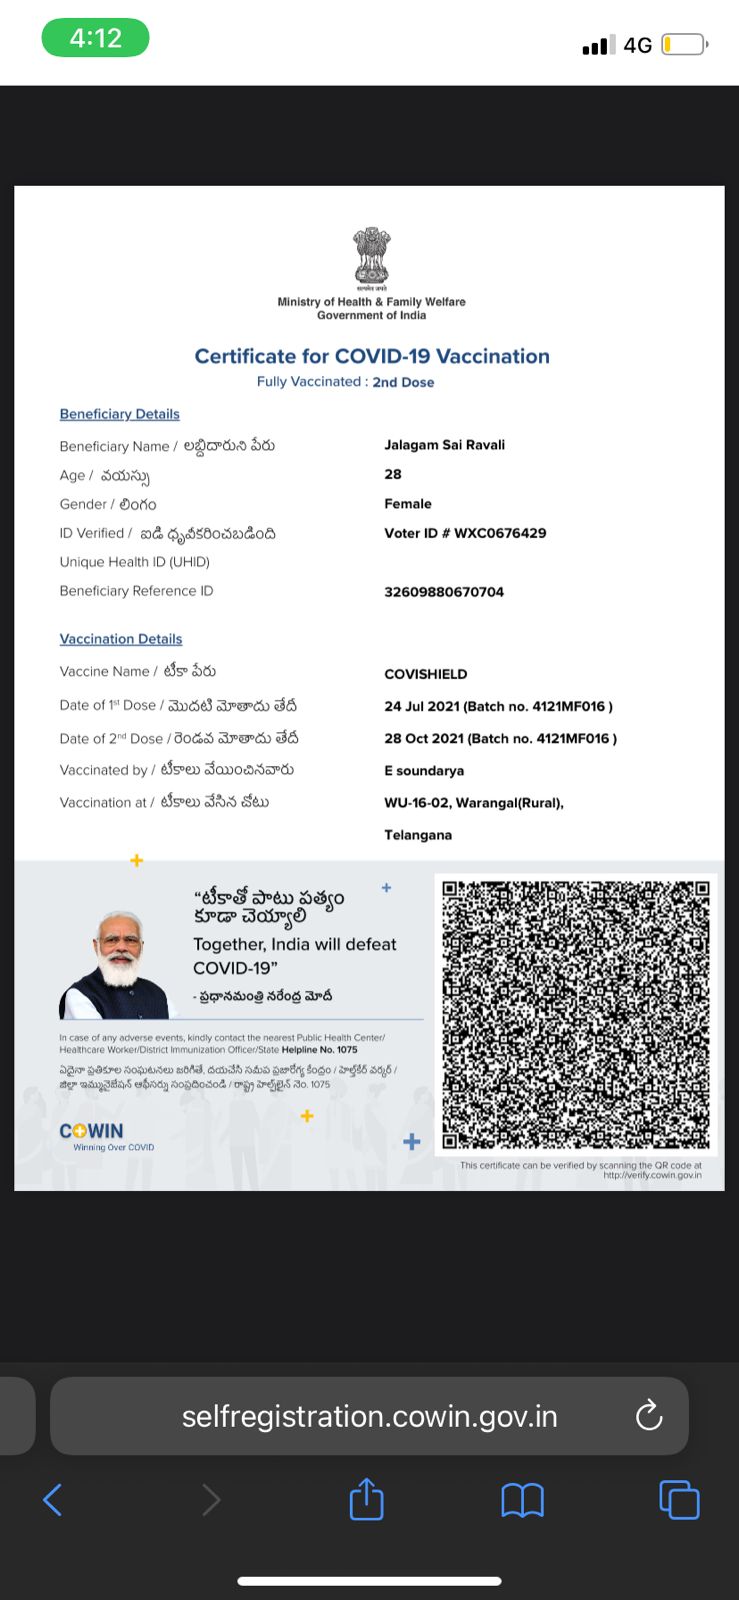 4:12
4G
सत्यमेव जयते
Ministry of Health & Family Welfare
Government of India
Certificate for COVID-19 Vaccination
Fully Vaccinated : 2nd Dose
Beneficiary Details
Beneficiary Name / లబ్ధిదారుని పేరు Jalagam Sai Ravali
Age / వయస్సు 28
Gender / లింగం Female
ID Verified / ఐడి ధృవీకరించబడింది Voter ID # WXC0676429
Unique Health ID (UHID)
Beneficiary Reference ID 32609880670704
Vaccination Details
Vaccine Name / టీకా పేరు COVISHIELD
Date of 1st Dose / మొదటి మోతాదు తేదీ 24 Jul 2021 (Batch no. 4121MF016 )
Date of 2nd Dose / రెండవ మోతాదు తేదీ 28 Oct 2021 (Batch no. 4121MF016 )
Vaccinated by / టీకాలు వేయించినవారు E soundarya
Vaccination at / టీకాలు వేసిన చోటు WU-16-02, Warangal(Rural),
Telangana
“టీకాతో పాటు పత్యం
కూడా చెయ్యాలి
Together, India will defeat
COVID-19”
- ప్రధానమంత్రి నరేంద్ర మోదీ
In case of any adverse events, kindly contact the nearest Public Health Center/
Healthcare Worker/District Immunization Officer/State Helpline No. 1075
ఏదైనా ప్రతికూల సంఘటనలు జరిగితే, దయచేసి సమీప ప్రజారోగ్య కేంద్రం / హెల్త్‌కేర్ వర్కర్ /
జిల్లా ఇమ్యునైజేషన్ ఆఫీసర్ను సంప్రదించండి / రాష్ట్ర హెల్ప్‌లైన్ నెం. 1075
COWIN
Winning Over COVID
This certificate can be verified by scanning the QR code at
http://verify.cowin.gov.in
selfregistration.cowin.gov.in